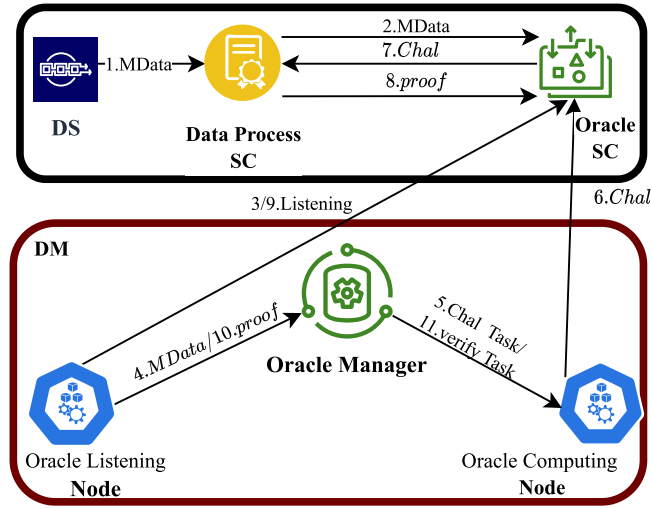 2.MData
1.MData
7.Chal
8.proof
DS
Data Process
SC
Oracle
SC
3/9.Listening
6.Chal
DM
4.MData/10.proof
5.Chal Task/
11.verify Task
Oracle Manager
Oracle Listening
Node
Oracle Computing
Node